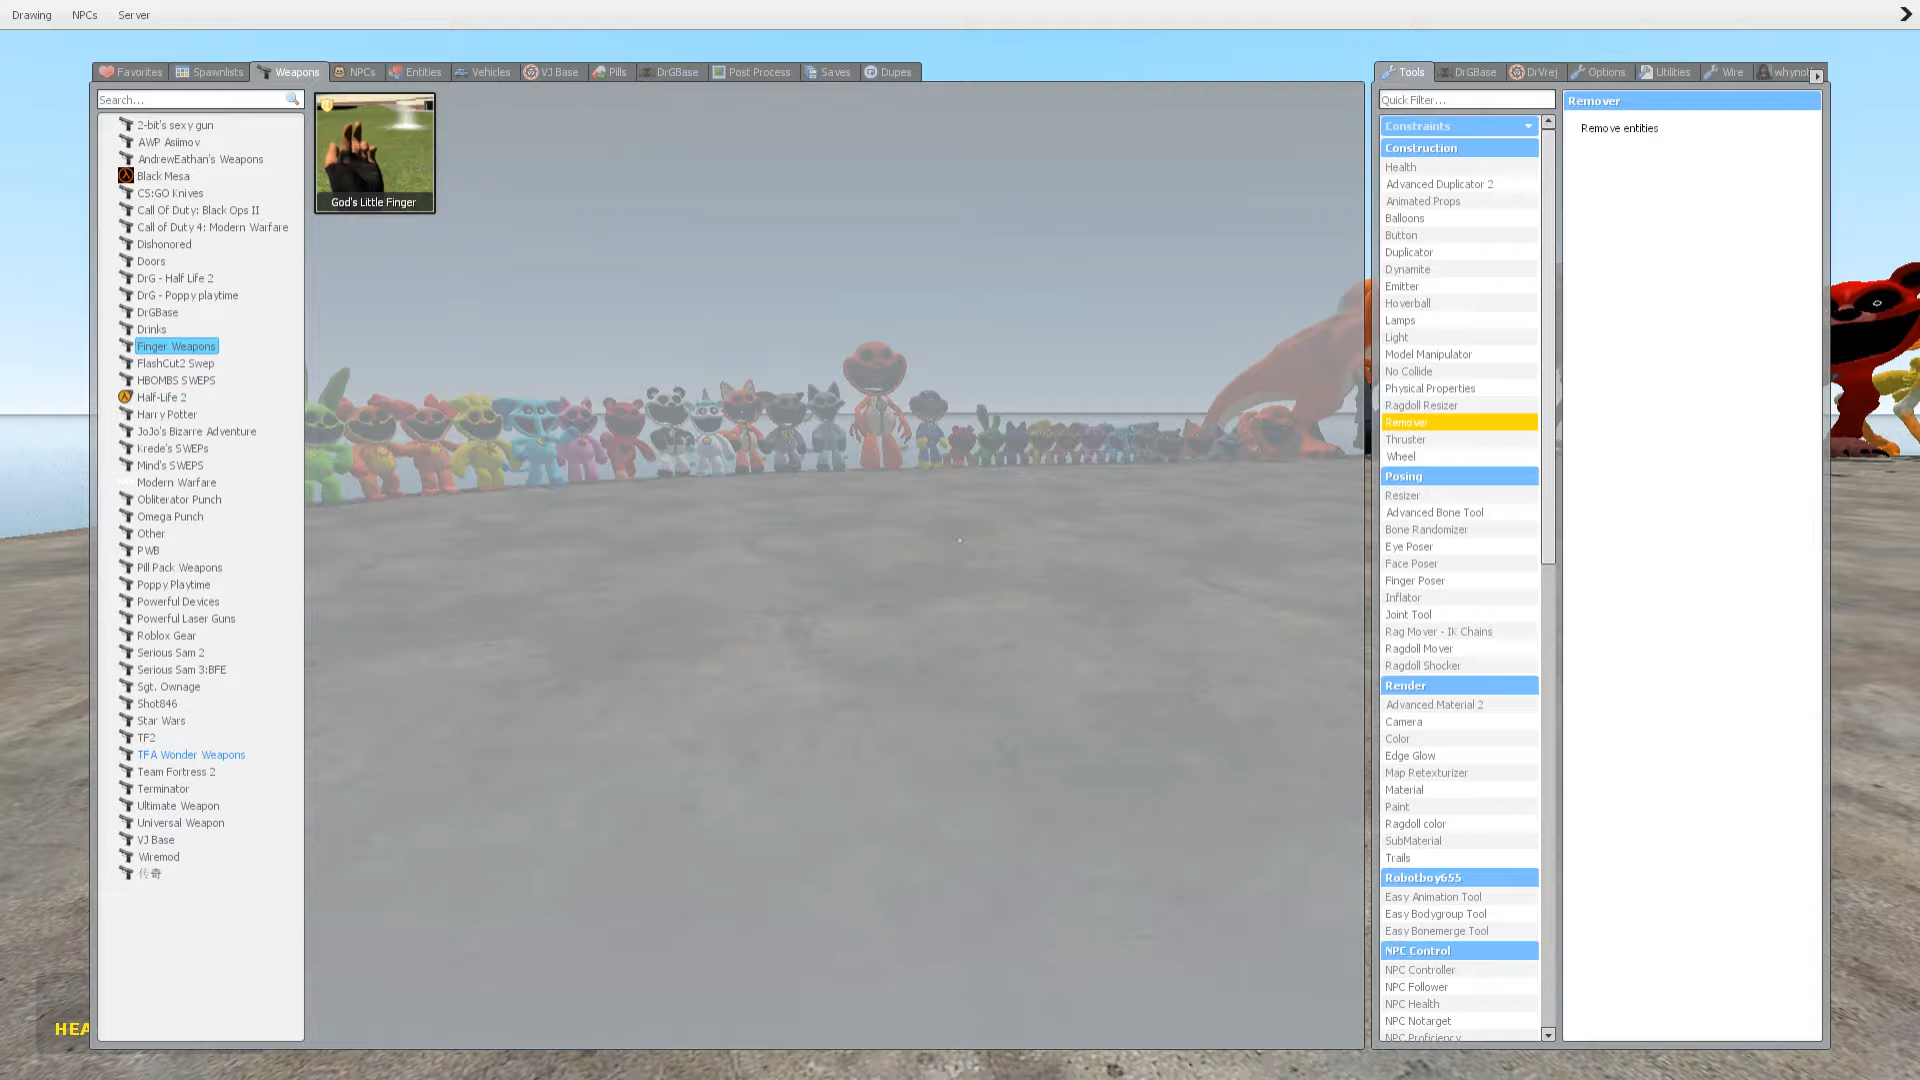 Drawing NPCs Server
Favorites Spawnlists Weapons NPCs Entities Vehicles VJ Base Pills DrGBase Post Process Saves Dupes
Search...
2-bit's sexy gun
AWP Asiimov
AndrewEathan's Weapons
Black Mesa
CS:GO Knives
Call Of Duty: Black Ops II
Call of Duty 4: Modern Warfare
Dishonored
Doors
DrG - Half Life 2
DrG - Poppy playtime
DrGBase
Drinks
Finger Weapons
FlashCut2 Swep
HBOMBS SWEPS
Half-Life 2
Harry Potter
JoJo's Bizarre Adventure
Krede's SWEPs
Mind's SWEPS
Modern Warfare
Obliterator Punch
Omega Punch
Other
PWB
Pill Pack Weapons
Poppy Playtime
Powerful Devices
Powerful Laser Guns
Roblox Gear
Serious Sam 2
Serious Sam 3:BFE
Sgt. Ownage
Shot846
Star Wars
TF2
TFA Wonder Weapons
Team Fortress 2
Terminator
Ultimate Weapon
Universal Weapon
VJ Base
Wiremod
传奇
God's Little Finger
HEA
Tools DrGBase DrVrej Options Utilities Wire whynot
Quick Filter...
Constraints
Construction
Health
Advanced Duplicator 2
Animated Props
Balloons
Button
Duplicator
Dynamite
Emitter
Hoverball
Lamps
Light
Model Manipulator
No Collide
Physical Properties
Ragdoll Resizer
Remover
Thruster
Wheel
Posing
Resizer
Advanced Bone Tool
Bone Randomizer
Eye Poser
Face Poser
Finger Poser
Inflator
Joint Tool
Rag Mover - IK Chains
Ragdoll Mover
Ragdoll Shocker
Render
Advanced Material 2
Camera
Color
Edge Glow
Map Retexturizer
Material
Paint
Ragdoll color
SubMaterial
Trails
Robotboy655
Easy Animation Tool
Easy Bodygroup Tool
Easy Bonemerge Tool
NPC Control
NPC Controller
NPC Follower
NPC Health
NPC Notarget
NPC Proficiency
Remover
Remove entities